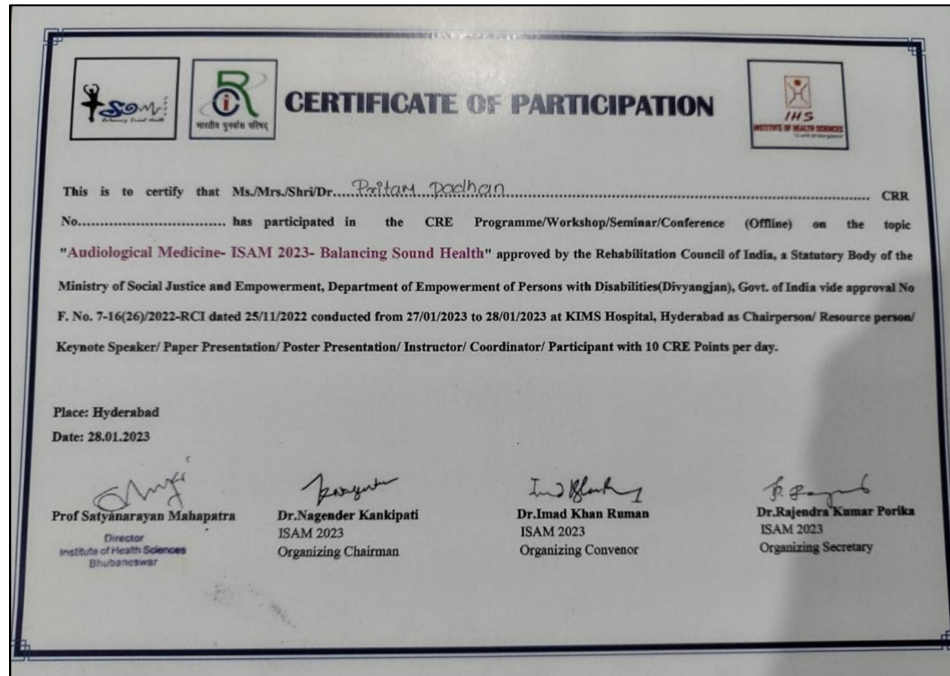 ISAM
Balancing Sound Health
R
i
भारतीय पुनर्वास परिषद्
CERTIFICATE OF PARTICIPATION
IHS
INSTITUTE OF HEALTH SCIENCES
This is to certify that Ms./Mrs./Shri/Dr....Pritam Padhan.... CRR
No.............................. has participated in the CRE Programme/Workshop/Seminar/Conference (Offline) on the topic
"Audiological Medicine- ISAM 2023- Balancing Sound Health" approved by the Rehabilitation Council of India, a Statutory Body of the
Ministry of Social Justice and Empowerment, Department of Empowerment of Persons with Disabilities(Divyangjan), Govt. of India vide approval No
F. No. 7-16(26)/2022-RCI dated 25/11/2022 conducted from 27/01/2023 to 28/01/2023 at KIMS Hospital, Hyderabad as Chairperson/ Resource person/
Keynote Speaker/ Paper Presentation/ Poster Presentation/ Instructor/ Coordinator/ Participant with 10 CRE Points per day.
Place: Hyderabad
Date: 28.01.2023
Prof Satyanarayan Mahapatra
Director
Institute of Health Sciences
Bhubaneswar
Dr.Nagender Kankipati
ISAM 2023
Organizing Chairman
Dr.Imad Khan Ruman
ISAM 2023
Organizing Convenor
Dr.Rajendra Kumar Porika
ISAM 2023
Organizing Secretary